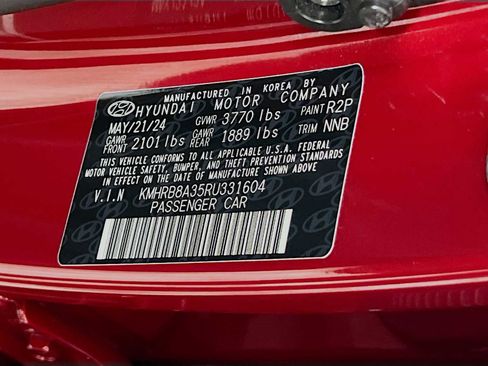 MANUFACTURED IN KOREA BY
HYUNDAI MOTOR COMPANY
MAY/21/24 GVWR 3770 lbs PAINT R2P
GAWR FRONT 2101 lbs GAWR REAR 1889 lbs TRIM NNB
THIS VEHICLE CONFORMS TO ALL APPLICABLE U.S.A. FEDERAL
MOTOR VEHICLE SAFETY, BUMPER, AND THEFT PREVENTION STANDARDS
IN EFFECT ON THE DATE OF MANUFACTURE SHOWN ABOVE
V.I.N KMHRB8A35RU331604
PASSENGER CAR